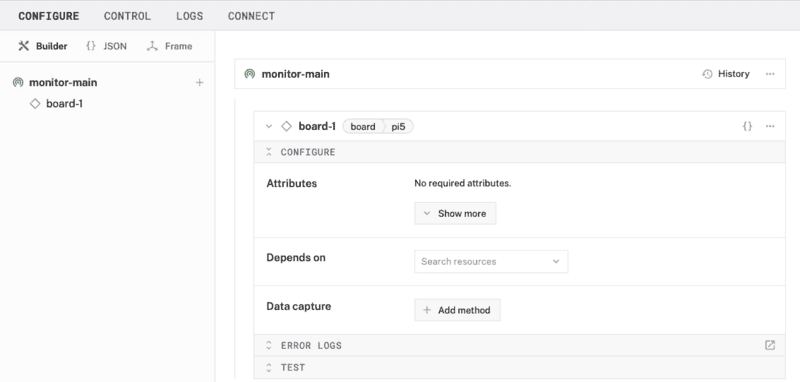 CONFIGURE CONTROL LOGS CONNECT
Builder {} JSON Frame
monitor-main +
board-1
monitor-main History ...
board-1 board pi5 {} ...
CONFIGURE
Attributes No required attributes.
Show more
Depends on Search resources
Data capture + Add method
ERROR LOGS
TEST